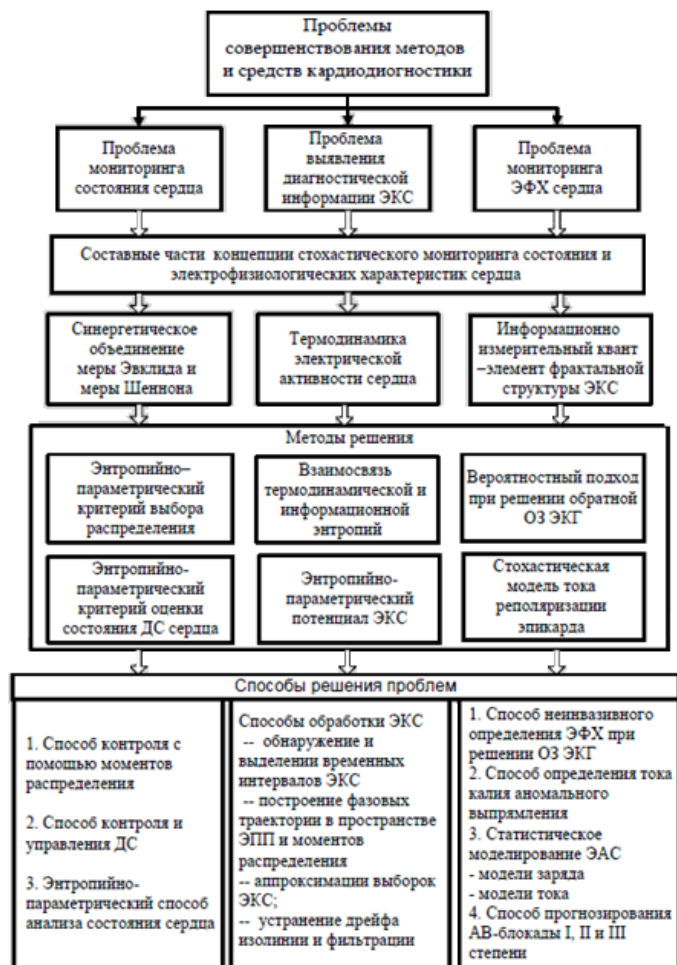 Проблемы
совершенствования методов
и средств кардиодиагностики
Проблема
мониторинга
состояния сердца
Проблема
выявления
диагностической
информации ЭКС
Проблема
мониторинга
ЭФХ сердца
Составные части концепции стохастического мониторинга состояния и
электрофизиологических характеристик сердца
Синергетическое
объединение
меры Эвклида и
меры Шеннона
Термодинамика
электрической
активности сердца
Информационно
измерительный квант
–элемент фрактальной
структуры ЭКС
Методы решения
Энтропийно–
параметрический
критерий выбора
распределения
Взаимосвязь
термодинамической и
информационной
энтропий
Вероятностный подход
при решении обратной
ОЗ ЭКГ
Энтропийно-
параметрический
критерий оценки
состояния ДС сердца
Энтропийно-
параметрический
потенциал ЭКС
Стохастическая
модель тока
реполяризации
эпикарда
Способы решения проблем
1. Способ контроля с
помощью моментов
распределения
2. Способ контроля и
управления ДС
3. Энтропийно-
параметрический способ
анализа состояния сердца
Способы обработки ЭКС
-- обнаружение и
выделении временных
интервалов ЭКС
-- построение фазовых
траектории в пространстве
ЭПП и моментов
распределения
-- аппроксимации выборок
ЭКС;
-- устранение дрейфа
изолинии и фильтрации
1. Способ неинвазивного
определения ЭФХ при
решении ОЗ ЭКГ
2. Способ определения тока
калия аномального
выпрямления
3. Статистическое
моделирование ЭАС
- модели заряда
- модели тока
4. Способ прогнозирования
АВ-блокады I, II и III
степени